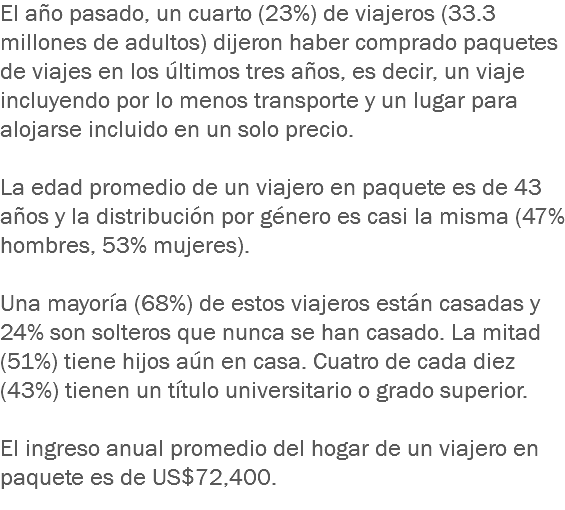 El año pasado, un cuarto (23%) de viajeros (33.3
millones de adultos) dijeron haber comprado paquetes
de viajes en los últimos tres años, es decir, un viaje
incluyendo por lo menos transporte y un lugar para
alojarse incluido en un solo precio.
La edad promedio de un viajero en paquete es de 43
años y la distribución por género es casi la misma (47%
hombres, 53% mujeres).
Una mayoría (68%) de estos viajeros están casadas y
24% son solteros que nunca se han casado. La mitad
(51%) tiene hijos aún en casa. Cuatro de cada diez
(43%) tienen un título universitario o grado superior.
El ingreso anual promedio del hogar de un viajero en
paquete es de US$72,400.